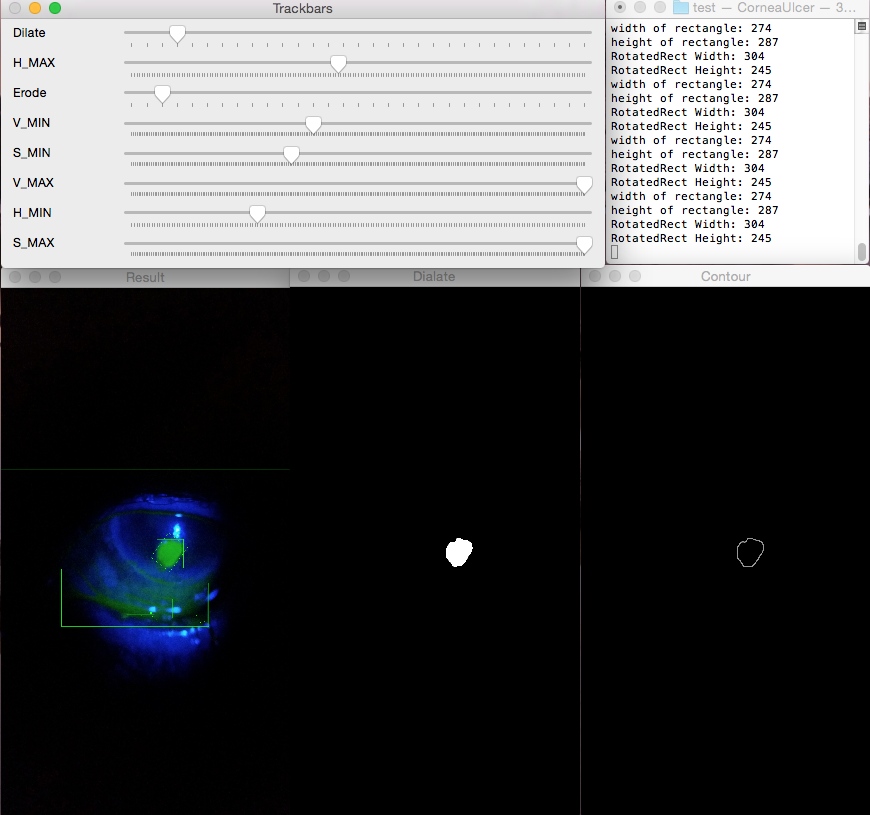 Trackbars
Dilate
H_MAX
Erode
V_MIN
S_MIN
V_MAX
H_MIN
S_MAX
test — CorneaUlcer — 3...
width of rectangle: 274
height of rectangle: 287
RotatedRect Width: 304
RotatedRect Height: 245
width of rectangle: 274
height of rectangle: 287
RotatedRect Width: 304
RotatedRect Height: 245
width of rectangle: 274
height of rectangle: 287
RotatedRect Width: 304
RotatedRect Height: 245
width of rectangle: 274
height of rectangle: 287
RotatedRect Width: 304
RotatedRect Height: 245
Result
Dialate
Contour